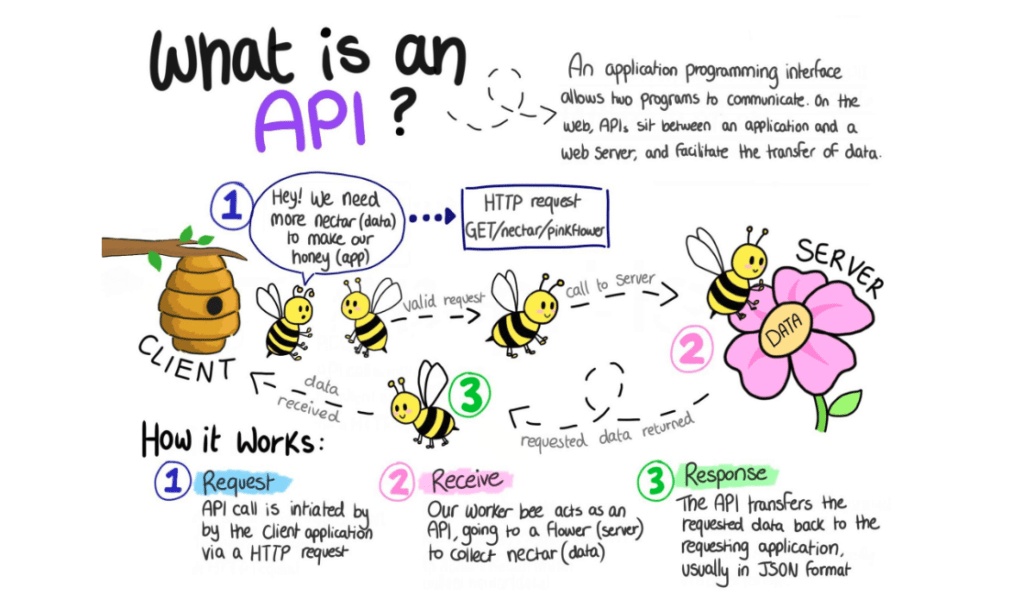 What is an
API?
An application programming interface
allows two programs to communicate. On the
web, APIs sit between an application and a
web server, and facilitate the transfer of data.
1
Hey! We need
more nectar (data)
to make our
honey (app)
HTTP request
GET/nectar/pinkflower
valid request
call to server
SERVER
DATA
2
CLIENT
data
received
3
requested data returned
How it works:
1 Request
API call is intiated by
by the client application
via a HTTP request
2 Receive
Our worker bee acts as an
API, going to a flower (server)
to collect nectar (data)
3 Response
The API transfers the
requested data back to the
requesting application,
usually in JSON format